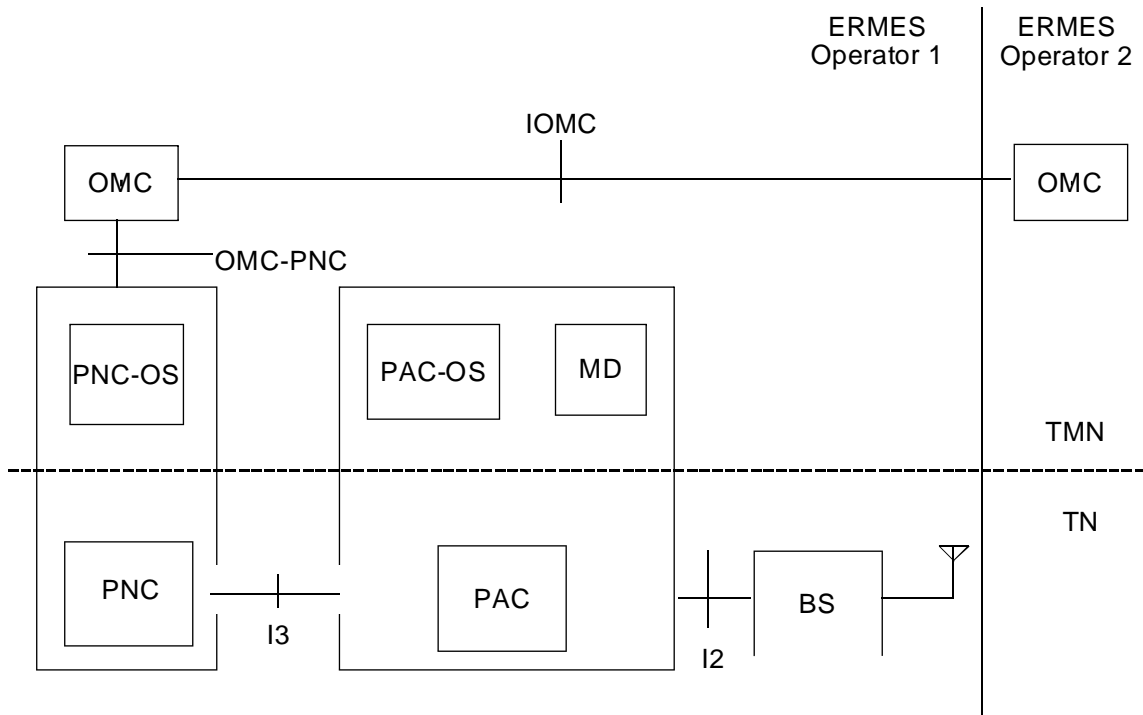 ERMES
Operator 1
ERMES
Operator 2
IOMC
OMC
OMC
OMC-PNC
PNC-OS
PAC-OS
MD
TMN
TN
PNC
PAC
BS
I3
I2